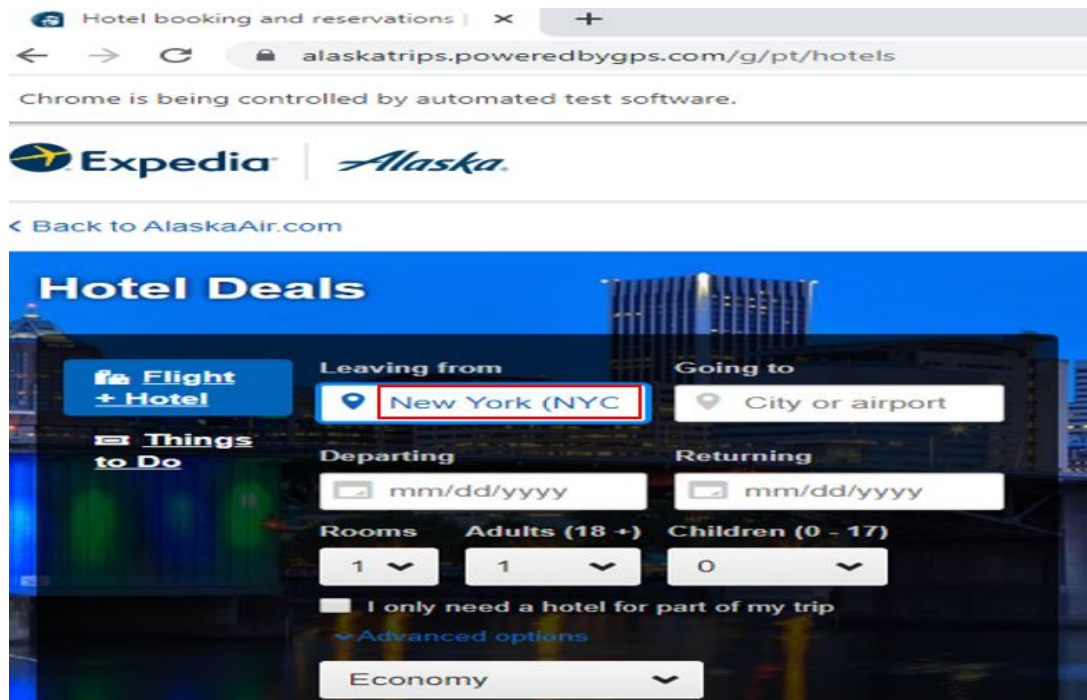 Hotel booking and reservations |
alaskatrips.poweredbygps.com/g/pt/hotels
Chrome is being controlled by automated test software.
Expedia Alaska.
Back to AlaskaAir.com
Hotel Deals
Flight
+ Hotel
Things
to Do
Leaving from Going to
New York (NYC City or airport
Departing Returning
mm/dd/yyyy mm/dd/yyyy
Rooms Adults (18 +) Children (0 - 17)
1 1 0
I only need a hotel for part of my trip
Advanced options
Economy